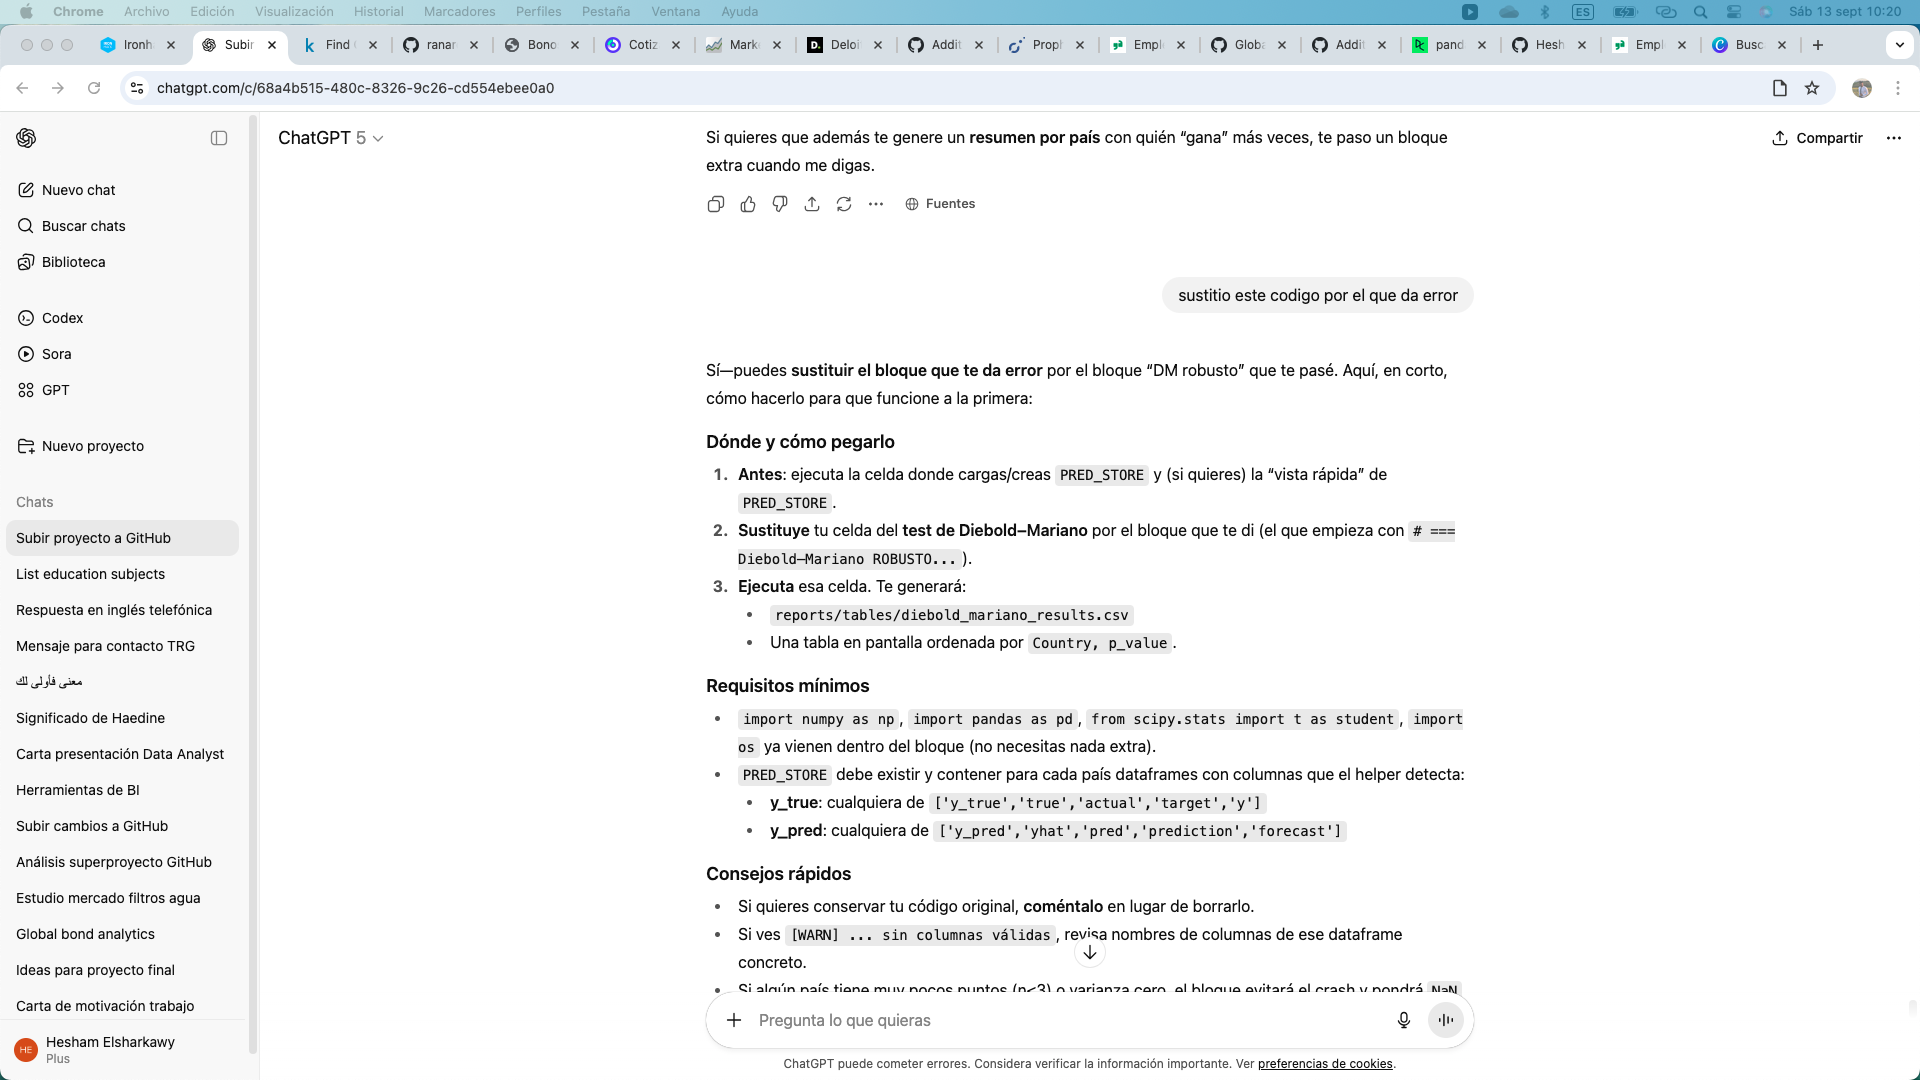 Chrome Archivo Edición Visualización Historial Marcadores Perfiles Pestaña Ventana Ayuda ES Sáb 13 sept 10:20
Ironh Subir Find ranar Bono Cotiz Mark Deloi Addit Proph Emple Globa Addit pand Hesh Empl Busc
chatgpt.com/c/68a4b515-480c-8326-9c26-cd554ebee0a0
ChatGPT 5
Compartir
Nuevo chat
Buscar chats
Biblioteca
Codex
Sora
GPT
Nuevo proyecto
Chats
Subir proyecto a GitHub
List education subjects
Respuesta en inglés telefónica
Mensaje para contacto TRG
معنى فأولى لك
Significado de Haedine
Carta presentación Data Analyst
Herramientas de BI
Subir cambios a GitHub
Análisis superproyecto GitHub
Estudio mercado filtros agua
Global bond analytics
Ideas para proyecto final
Carta de motivación trabajo
HE
Hesham Elsharkawy
Plus
Si quieres que además te genere un resumen por país con quién “gana” más veces, te paso un bloque
extra cuando me digas.
Fuentes
sustitio este codigo por el que da error
Sí—puedes sustituir el bloque que te da error por el bloque “DM robusto” que te pasé. Aquí, en corto,
cómo hacerlo para que funcione a la primera:
Dónde y cómo pegarlo
1. Antes: ejecuta la celda donde cargas/creas PRED_STORE y (si quieres) la “vista rápida” de
PRED_STORE.
2. Sustituye tu celda del test de Diebold–Mariano por el bloque que te di (el que empieza con # ===
Diebold–Mariano ROBUSTO... ).
3. Ejecuta esa celda. Te generará:
• reports/tables/diebold_mariano_results.csv
• Una tabla en pantalla ordenada por Country, p_value.
Requisitos mínimos
• import numpy as np, import pandas as pd, from scipy.stats import t as student, import
os ya vienen dentro del bloque (no necesitas nada extra).
• PRED_STORE debe existir y contener para cada país dataframes con columnas que el helper detecta:
• y_true: cualquiera de ['y_true','true','actual','target','y']
• y_pred: cualquiera de ['y_pred','yhat','pred','prediction','forecast']
Consejos rápidos
• Si quieres conservar tu código original, coméntalo en lugar de borrarlo.
• Si ves [WARN] ... sin columnas válidas, revisa nombres de columnas de ese dataframe
concreto.
• Si algún país tiene muy pocos puntos (n<3) o varianza cero, el bloque evitará el crash y pondrá NaN
Pregunta lo que quieras
ChatGPT puede cometer errores. Considera verificar la información importante. Ver preferencias de cookies.